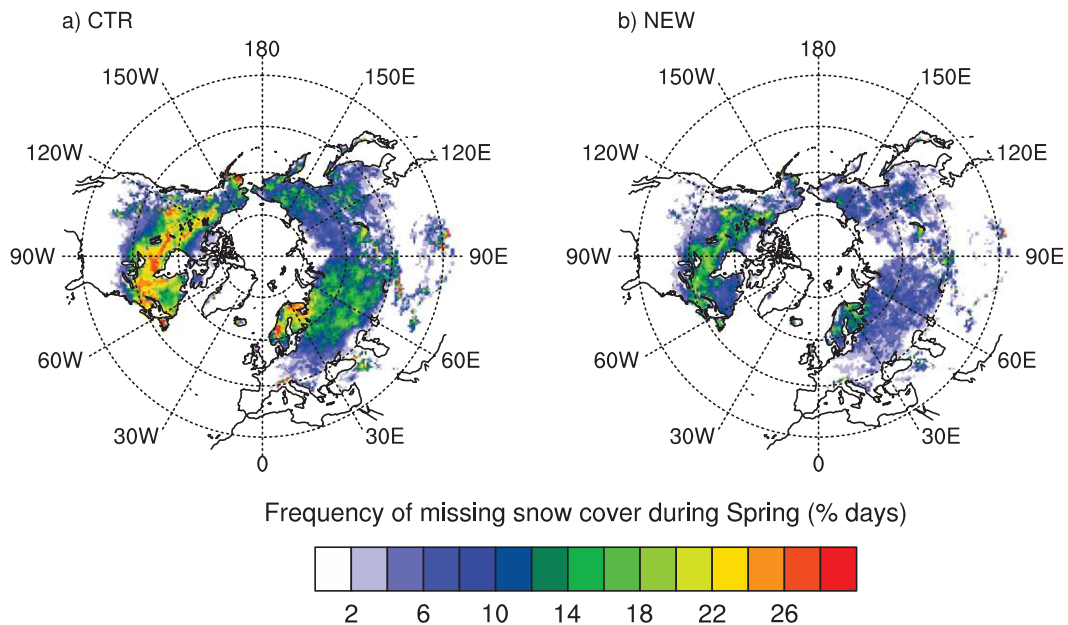 a) CTR
b) NEW
180
180
150W
150E
150W
150E
120W
120E
120W
120E
90W
90E
90W
90E
60W
60E
60W
60E
30W
30E
30W
30E
0
0
Frequency of missing snow cover during Spring (% days)
2 6 10 14 18 22 26